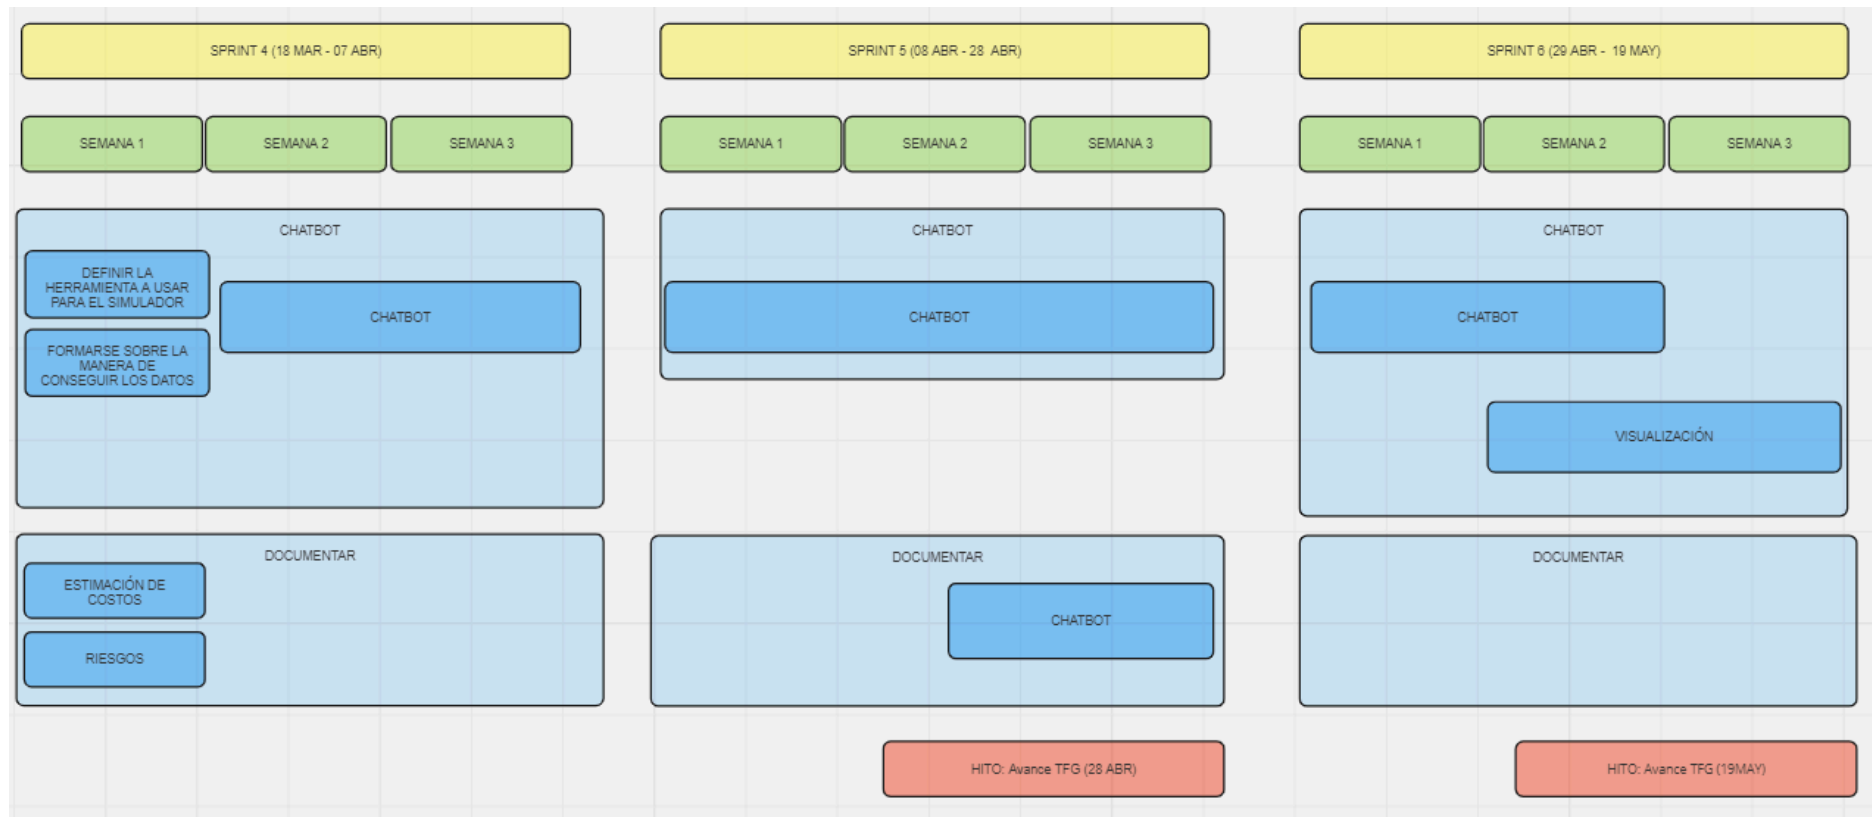 SPRINT 4 (18 MAR - 07 ABR)
SPRINT 5 (08 ABR - 28 ABR)
SPRINT 6 (29 ABR - 19 MAY)
SEMANA 1
SEMANA 2
SEMANA 3
SEMANA 1
SEMANA 2
SEMANA 3
SEMANA 1
SEMANA 2
SEMANA 3
CHATBOT
DEFINIR LA
HERRAMIENTA A USAR
PARA EL SIMULADOR
FORMARSE SOBRE LA
MANERA DE
CONSEGUIR LOS DATOS
CHATBOT
CHATBOT
CHATBOT
CHATBOT
CHATBOT
VISUALIZACIÓN
DOCUMENTAR
ESTIMACIÓN DE
COSTOS
RIESGOS
DOCUMENTAR
CHATBOT
DOCUMENTAR
HITO: Avance TFG (28 ABR)
HITO: Avance TFG (19MAY)